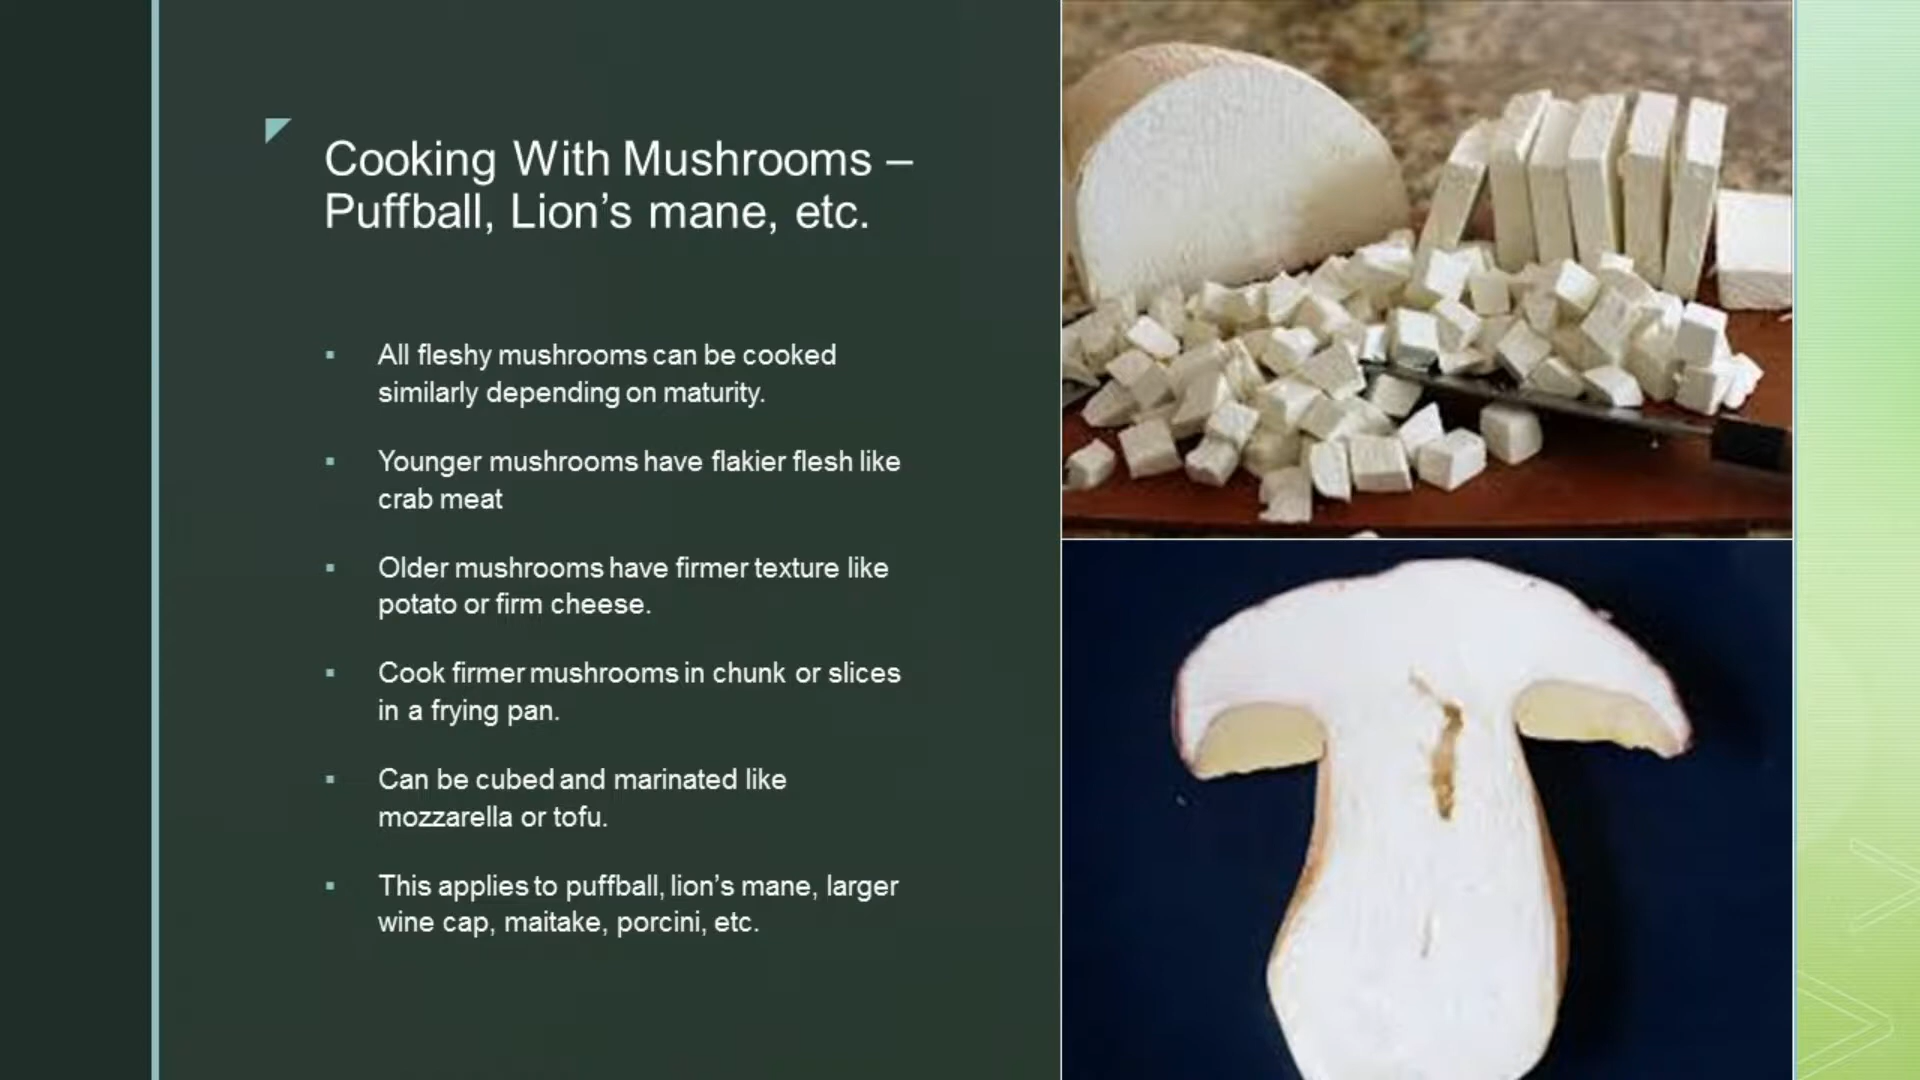 Cooking With Mushrooms –
Puffball, Lion’s mane, etc.
All fleshy mushrooms can be cooked
similarly depending on maturity.
Younger mushrooms have flakier flesh like
crab meat
Older mushrooms have firmer texture like
potato or firm cheese.
Cook firmer mushrooms in chunk or slices
in a frying pan.
Can be cubed and marinated like
mozzarella or tofu.
This applies to puffball, lion’s mane, larger
wine cap, maitake, porcini, etc.